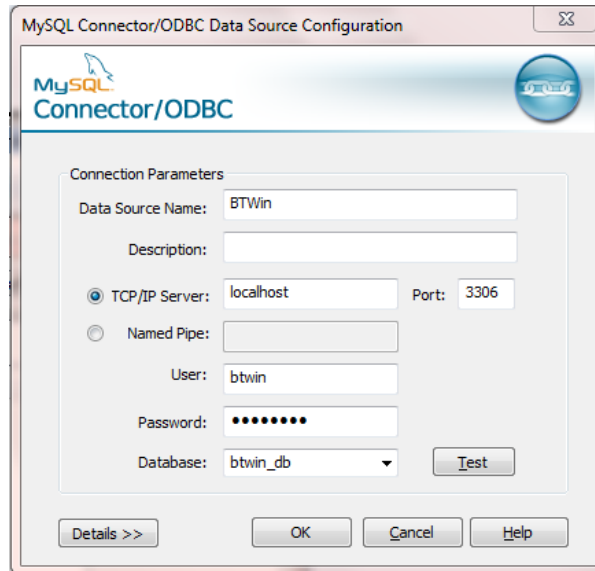 MySQL Connector/ODBC Data Source Configuration
MySQL
Connector/ODBC
Connection Parameters
Data Source Name: BTWin
Description:
TCP/IP Server: localhost Port: 3306
Named Pipe:
User: btwin
Password: ••••••••
Database: btwin_db Test
Details >> OK Cancel Help